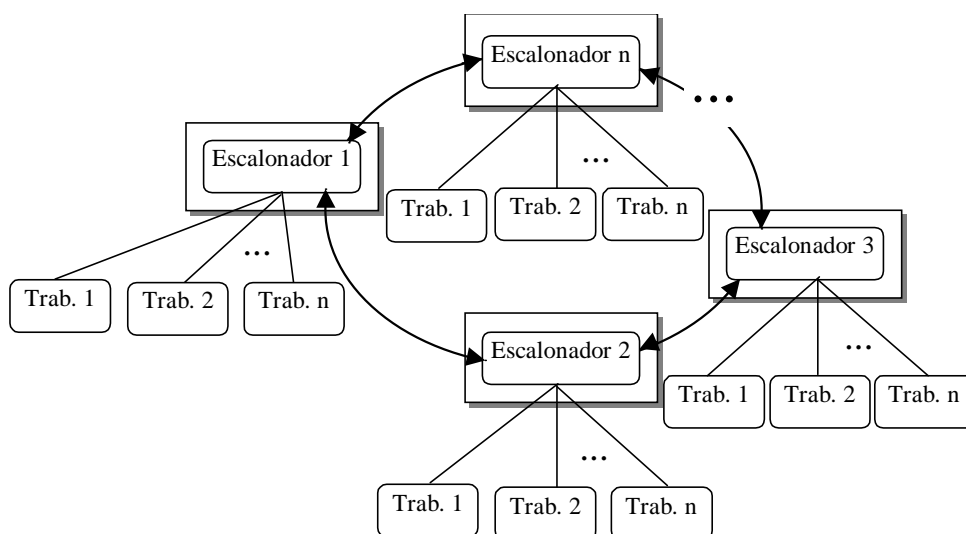 Escalonador n
...
Escalonador 1
...
Trab. 1
Trab. 2
Trab. n
Escalonador 3
...
Trab. 1
Trab. 2
Trab. n
Escalonador 2
...
Trab. 1
Trab. 2
Trab. n
...
Trab. 1
Trab. 2
Trab. n
...